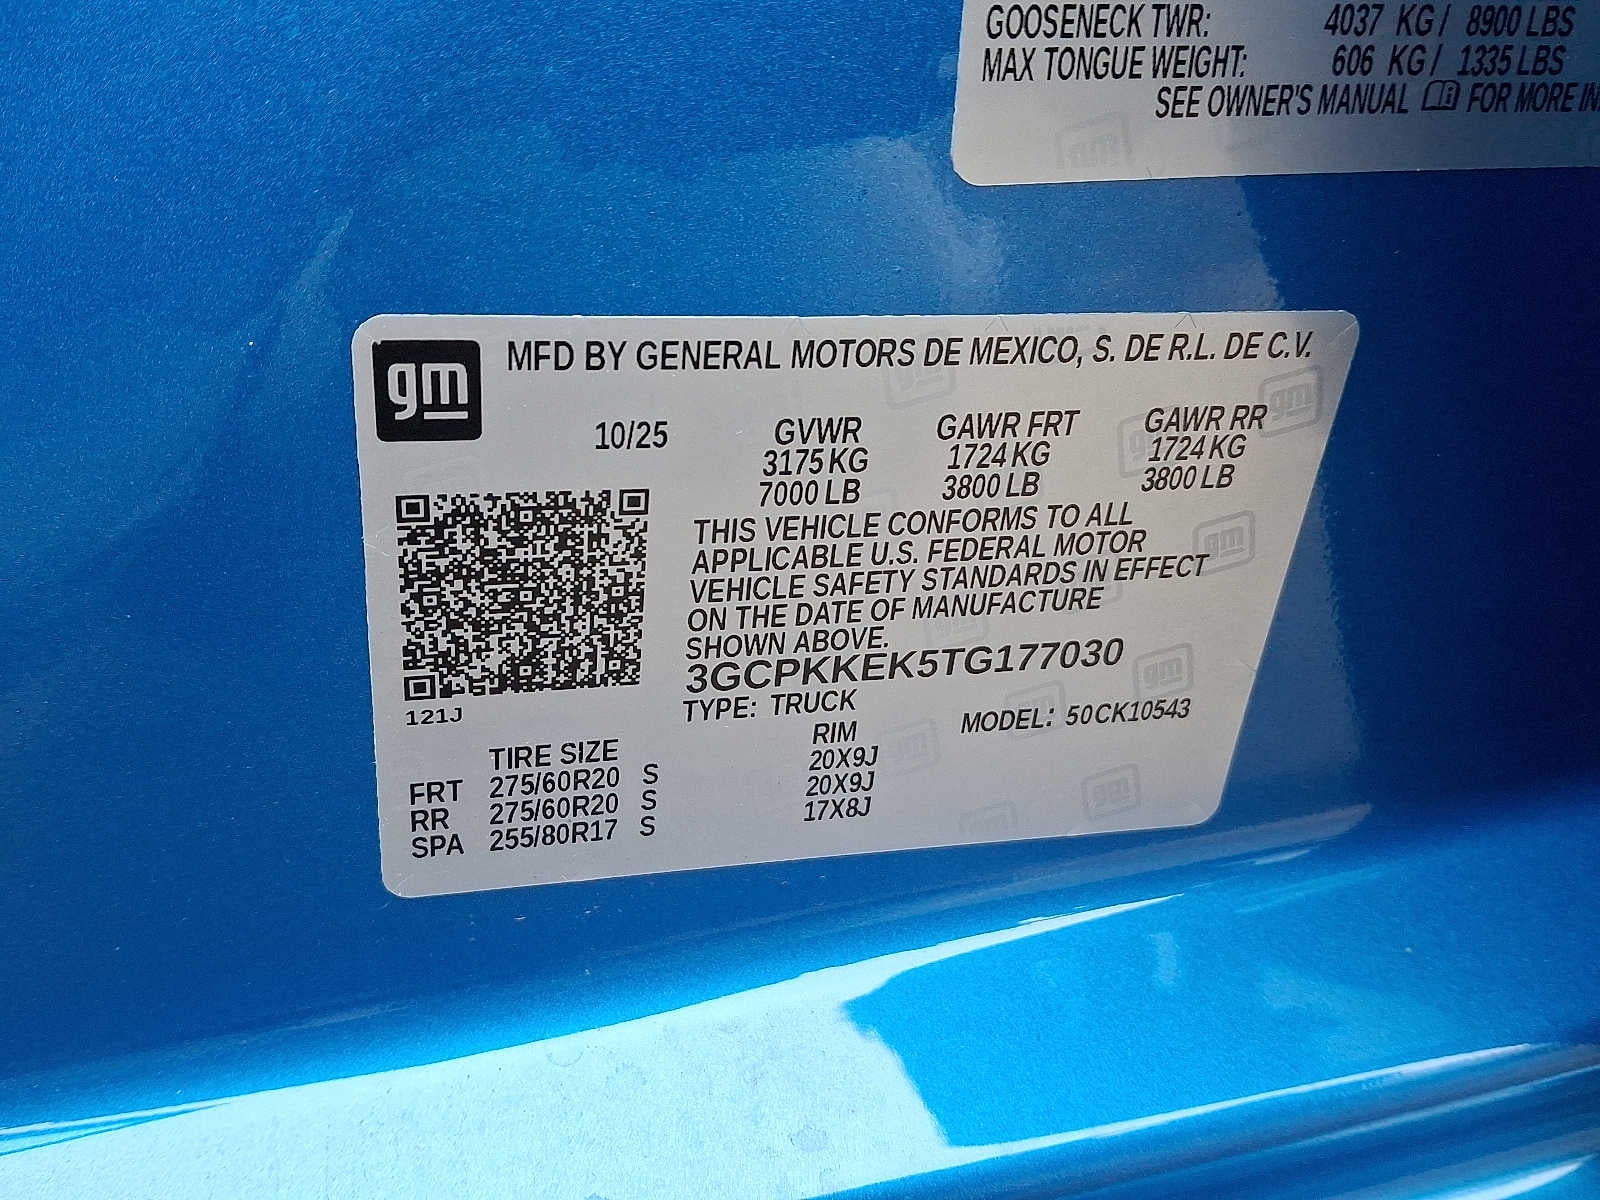 GOOSENECK TWR: 4037 KG / 8900 LBS
MAX TONGUE WEIGHT: 606 KG / 1335 LBS
SEE OWNER'S MANUAL FOR MORE
gm
MFD BY GENERAL MOTORS DE MEXICO, S. DE R.L. DE C.V.
10/25 GVWR GAWR FRT GAWR RR
3175 KG 1724 KG 1724 KG
7000 LB 3800 LB 3800 LB
THIS VEHICLE CONFORMS TO ALL
APPLICABLE U.S. FEDERAL MOTOR
VEHICLE SAFETY STANDARDS IN EFFECT
ON THE DATE OF MANUFACTURE
SHOWN ABOVE.
3GCPKKEK5TG177030
121J
TYPE: TRUCK MODEL: 50CK10543
TIRE SIZE RIM
FRT 275/60R20 S 20X9J
RR 275/60R20 S 20X9J
SPA 255/80R17 S 17X8J